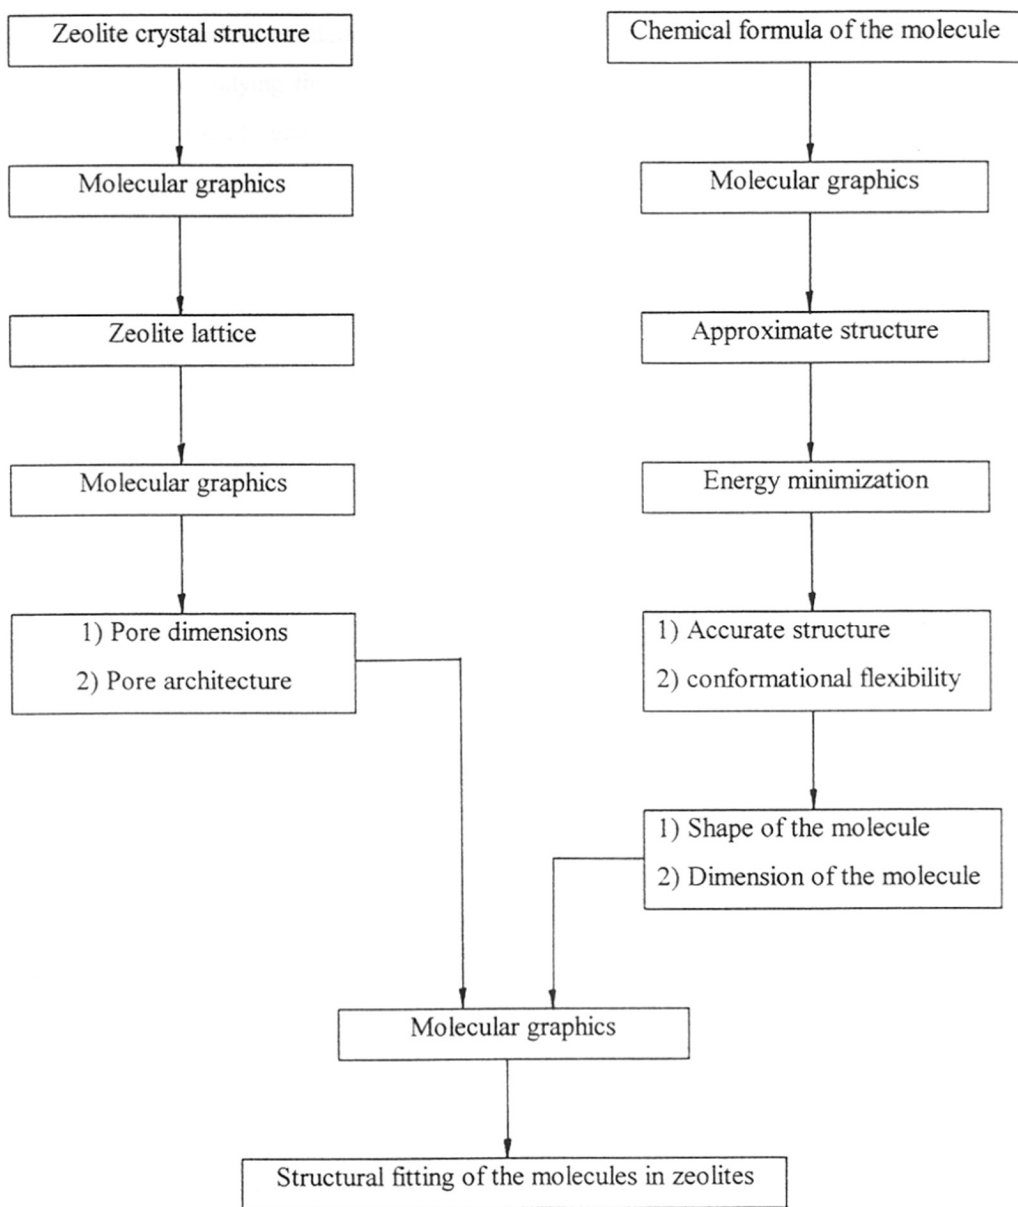 Zeolite crystal structure
Molecular graphics
Zeolite lattice
Molecular graphics
1) Pore dimensions
2) Pore architecture
Chemical formula of the molecule
Molecular graphics
Approximate structure
Energy minimization
1) Accurate structure
2) conformational flexibility
1) Shape of the molecule
2) Dimension of the molecule
Molecular graphics
Structural fitting of the molecules in zeolites